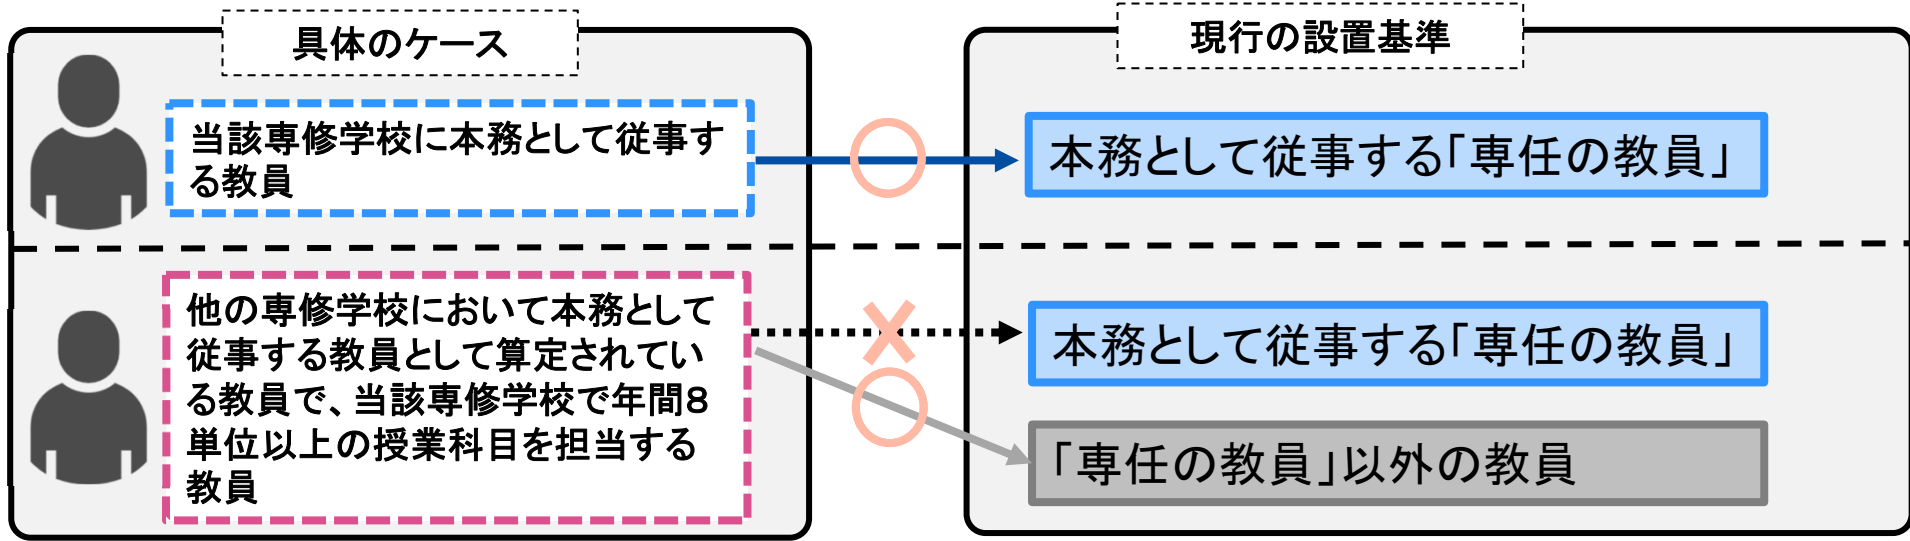 具体のケース
現行の設置基準
当該専修学校に本務として従事す
る教員
本務として従事する「専任の教員」
他の専修学校において本務として
従事する教員として算定されてい
る教員で、当該専修学校で年間８
単位以上の授業科目を担当する
教員
本務として従事する「専任の教員」
「専任の教員」以外の教員